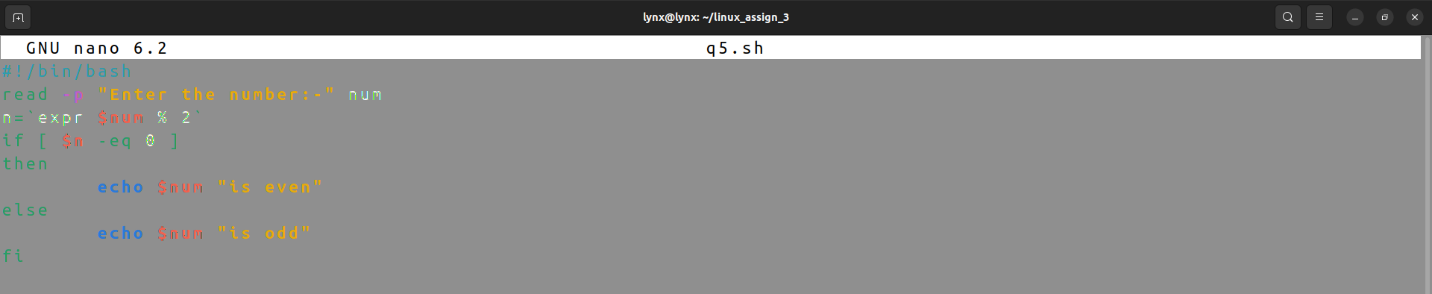 lynx@lynx: ~/linux_assign_3
GNU nano 6.2 q5.sh
#!/bin/bash
read -p "Enter the number:-" num
n=`expr $num % 2`
if [ $m -eq 0 ]
then
echo $num "is even"
else
echo $num "is odd"
fi